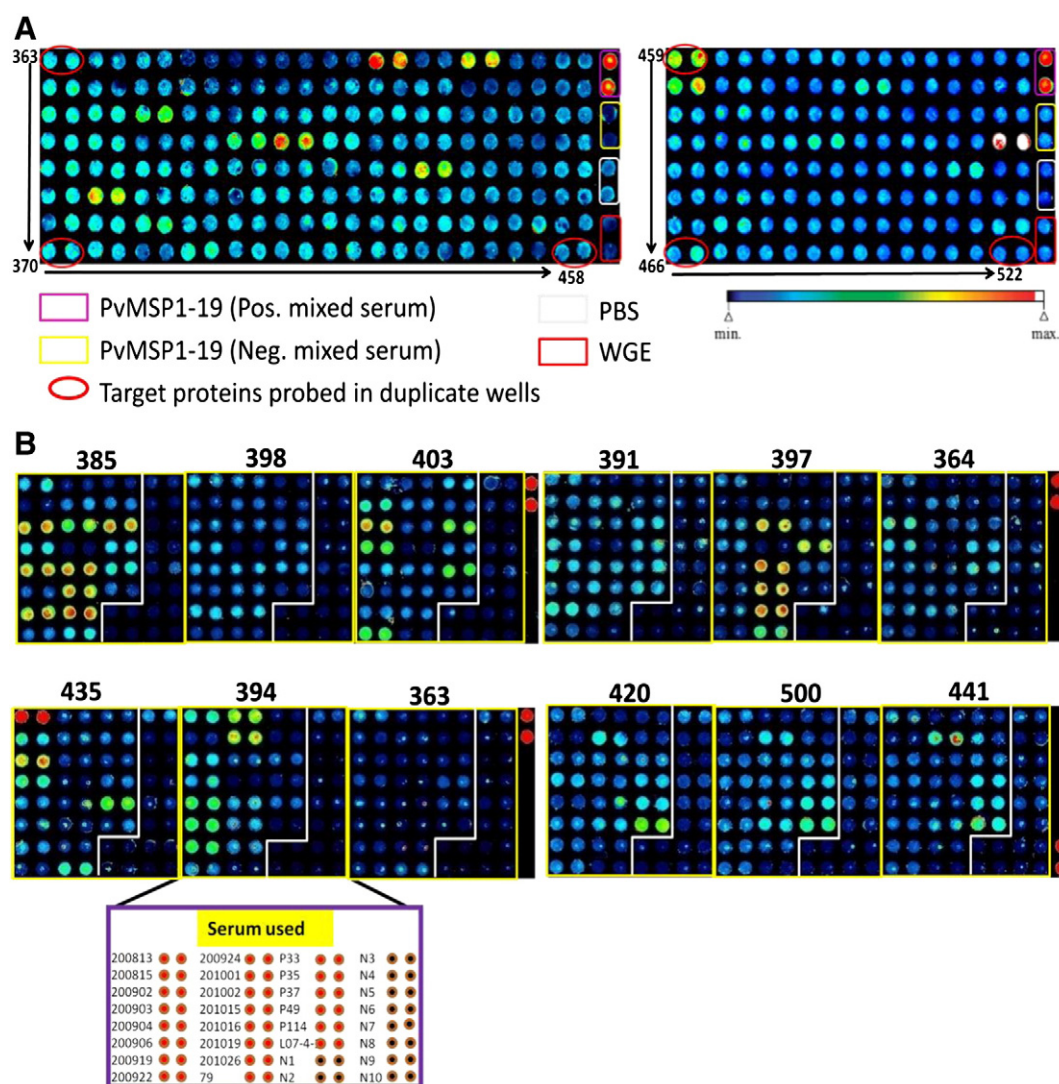 A
363
370
458
459
466
522
PvMSP1-19 (Pos. mixed serum)
PvMSP1-19 (Neg. mixed serum)
Target proteins probed in duplicate wells
PBS
WGE
min.
max.
B
385 398 403 391 397 364
435 394 363 420 500 441
Serum used
200813 200924 P33 N3
200815 201001 P35 N4
200902 201002 P37 N5
200903 201015 P49 N6
200904 201016 P114 N7
200906 201019 L07-4- N8
200919 201026 N1 N9
200922 79 N2 N10